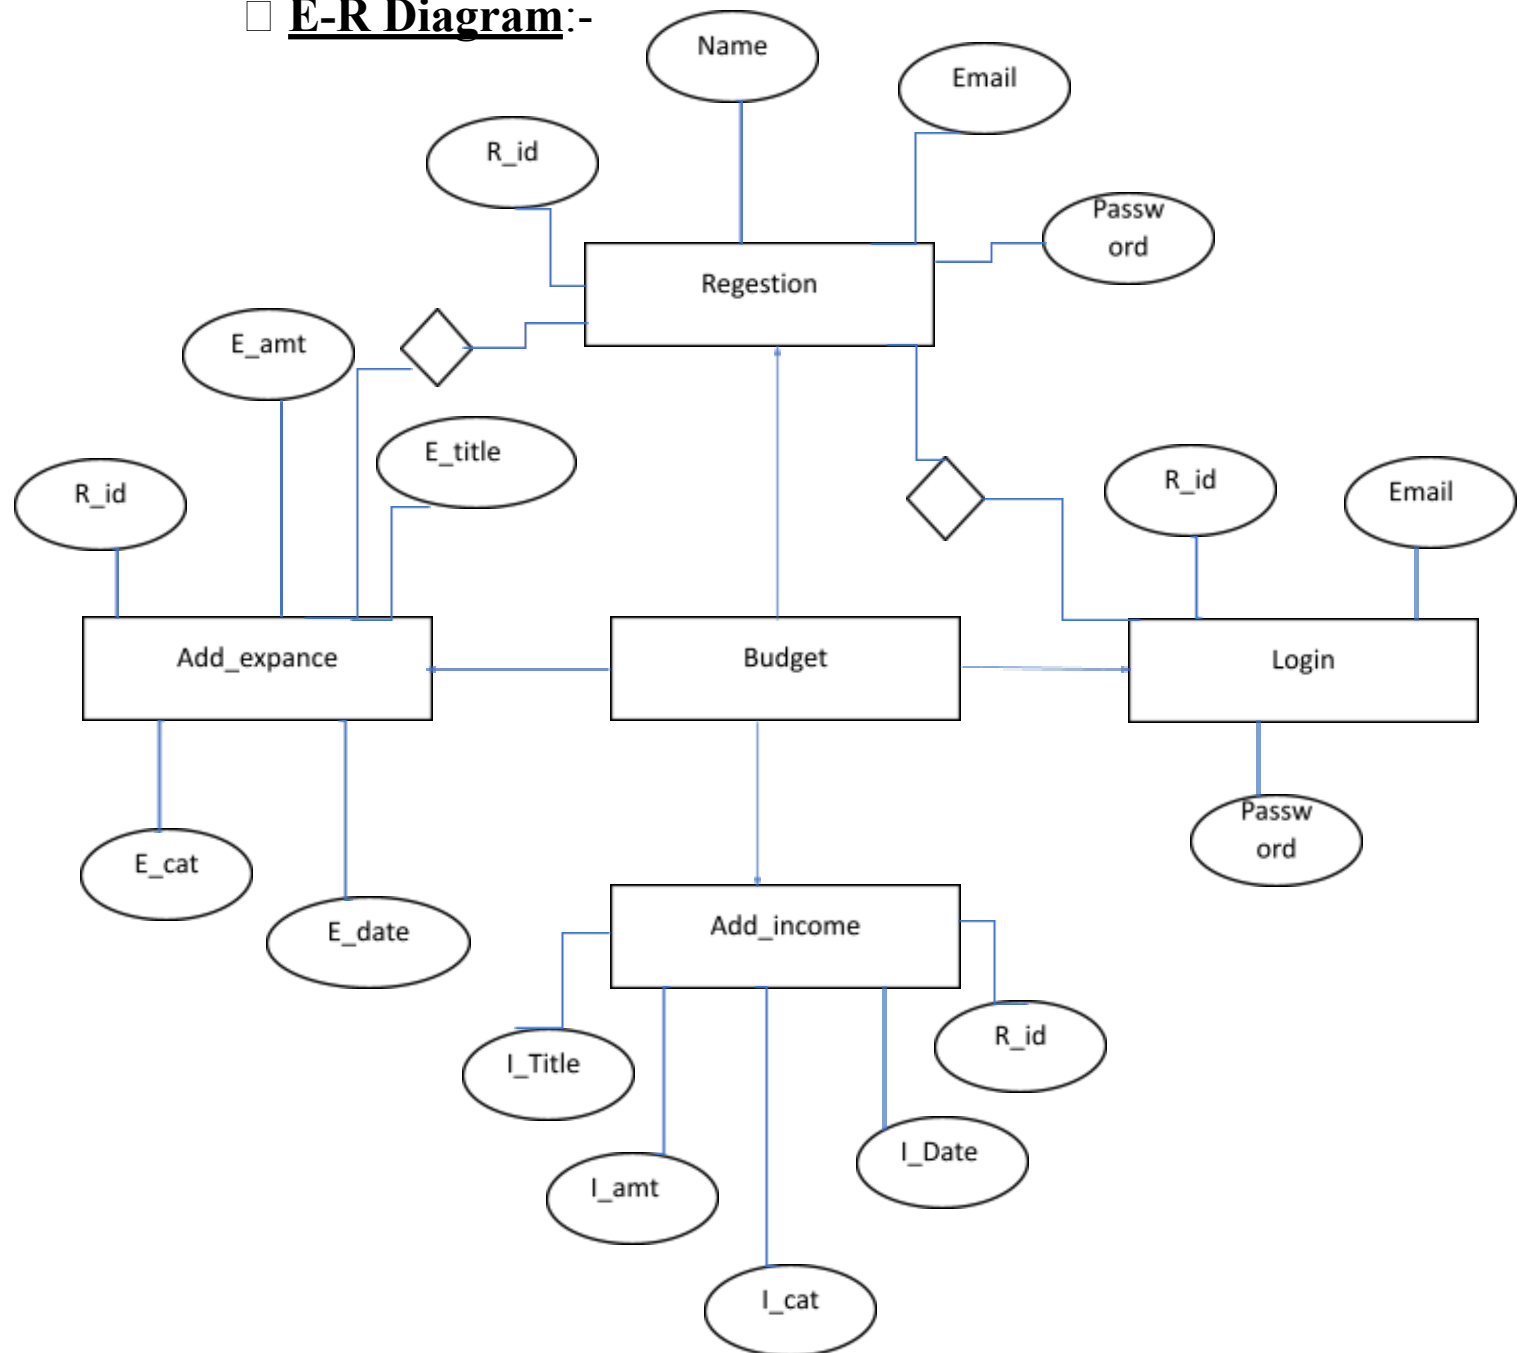 E-R Diagram:-
Name
Email
R_id
Passw
ord
Regestion
E_amt
E_title
R_id
R_id
Email
Add_expance
Budget
Login
Passw
ord
E_cat
E_date
Add_income
I_Title
R_id
I_amt
I_Date
I_cat